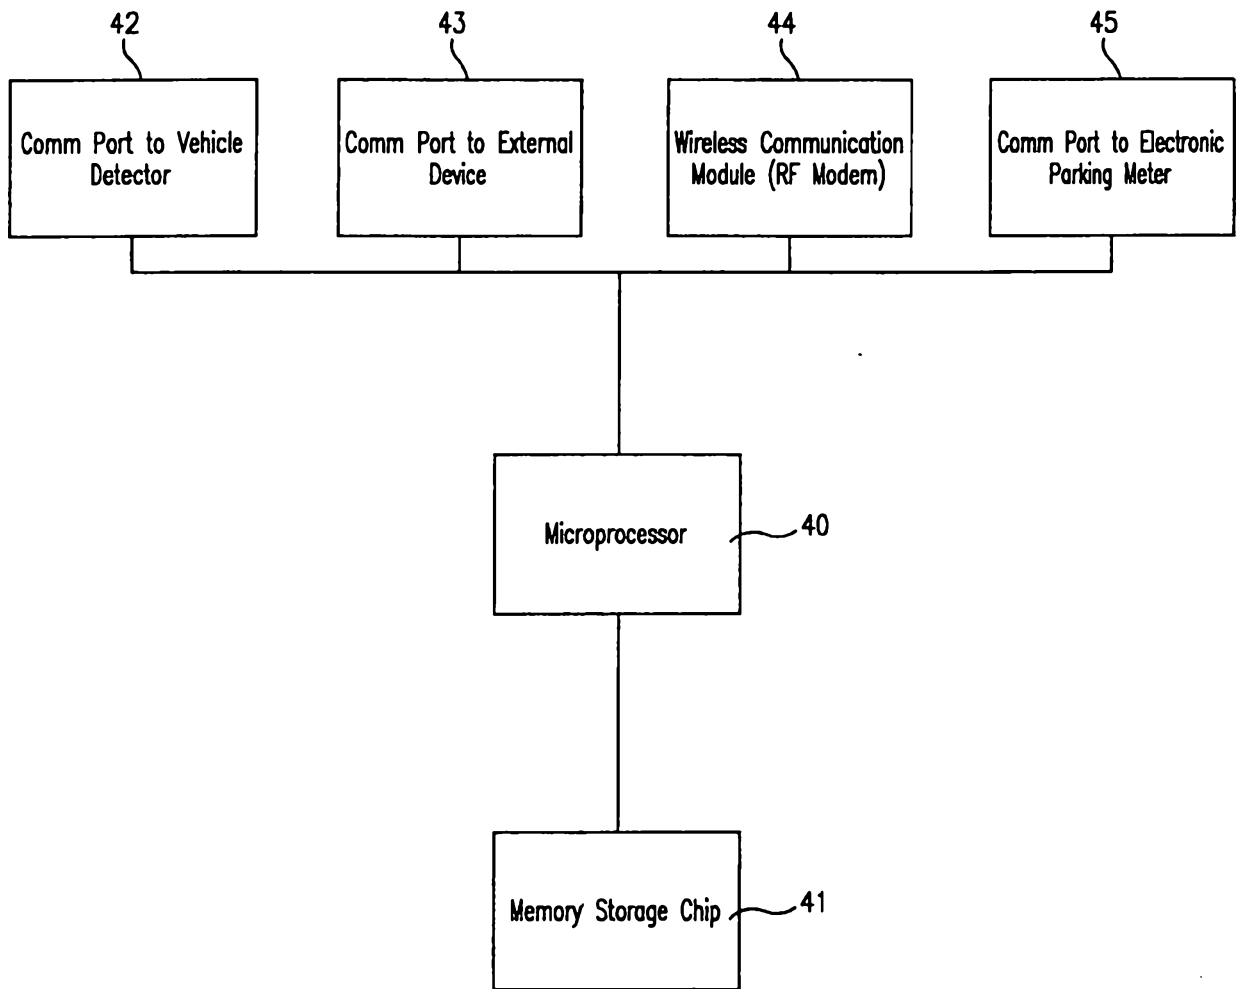 42
43
44
45
Comm Port to Vehicle
Detector
Comm Port to External
Device
Wireless Communication
Module (RF Modem)
Comm Port to Electronic
Parking Meter
Microprocessor
40
Memory Storage Chip
41